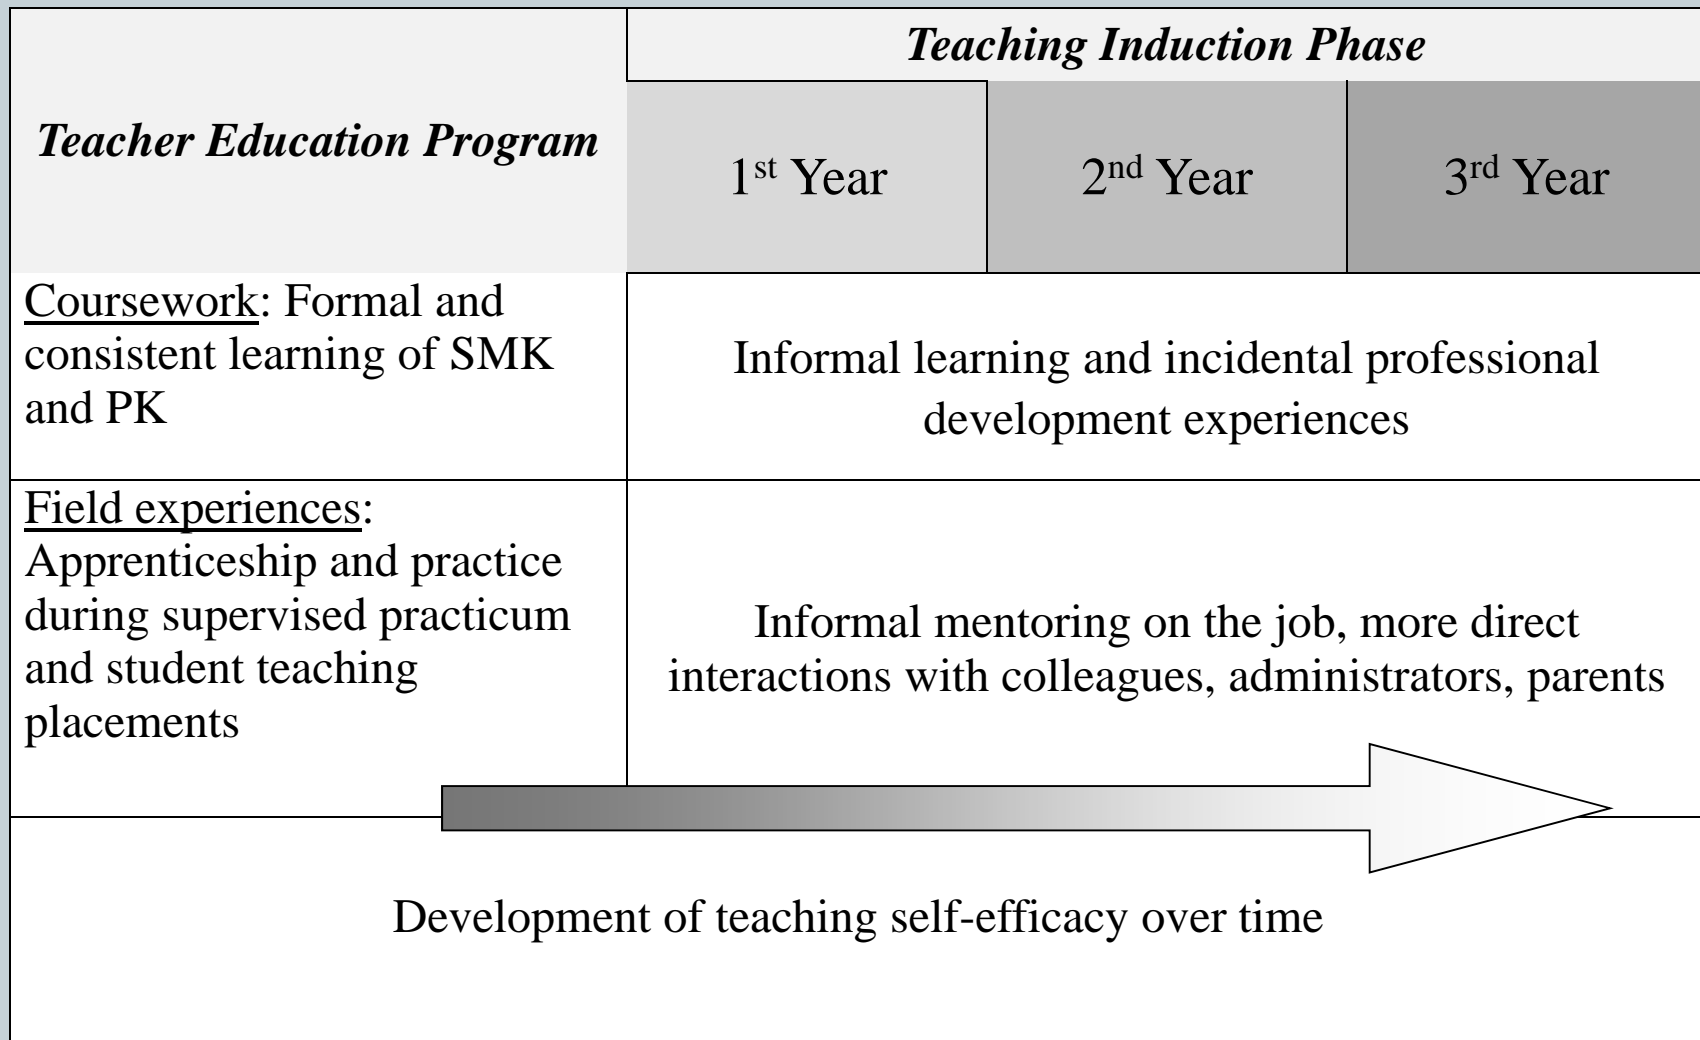 Teaching Induction Phase
Teacher Education Program
1st Year
2nd Year
3rd Year
Coursework: Formal and
consistent learning of SMK
and PK
Informal learning and incidental professional
development experiences
Field experiences:
Apprenticeship and practice
during supervised practicum
and student teaching
placements
Informal mentoring on the job, more direct
interactions with colleagues, administrators, parents
Development of teaching self-efficacy over time